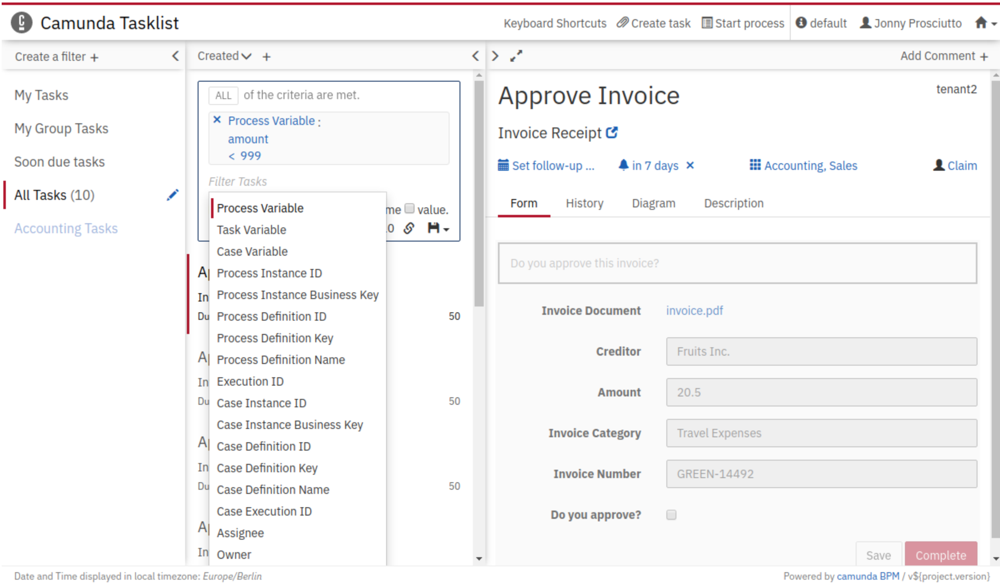 Camunda Tasklist
Keyboard Shortcuts Create task Start process default Jonny Prosciutto
Create a filter +
My Tasks
My Group Tasks
Soon due tasks
All Tasks (10)
Accounting Tasks
Created +
ALL of the criteria are met.
× Process Variable :
amount
< 999
Filter Tasks
me value.
0
Process Variable
Task Variable
Case Variable
Process Instance ID
Process Instance Business Key
Process Definition ID
Process Definition Key
Process Definition Name
Execution ID
Case Instance ID
Case Instance Business Key
Case Definition ID
Case Definition Key
Case Definition Name
Case Execution ID
Assignee
Owner
In
Du 50
In
Du 50
In
Du 50
In
Add Comment +
Approve Invoice
tenant2
Invoice Receipt
Set follow-up ... in 7 days × Accounting, Sales Claim
Form History Diagram Description
Do you approve this invoice?
Invoice Document invoice.pdf
Creditor Fruits Inc.
Amount 20.5
Invoice Category Travel Expenses
Invoice Number GREEN-14492
Do you approve?
Save Complete
Date and Time displayed in local timezone: Europe/Berlin
Powered by camunda BPM / v${project.version}